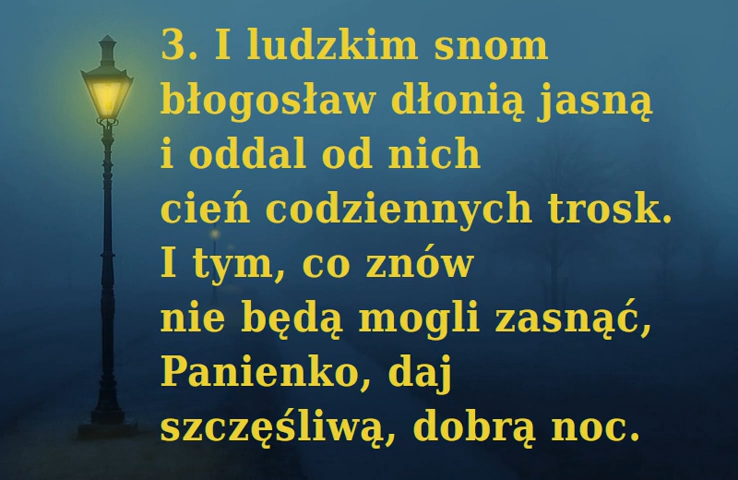 3. I ludzkim snom
błogosław dłonią jasną
i oddal od nich
cień codziennych trosk.
I tym, co znów
nie będą mogli zasnąć,
Panienko, daj
szczęśliwą, dobrą noc.